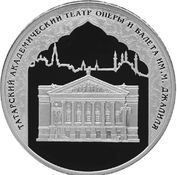 ТАТАРСКИЙ АКАДЕМИЧЕСКИЙ ТЕАТР ОПЕРЫ И БАЛЕТА ИМ. М. ДЖАЛИЛЯ